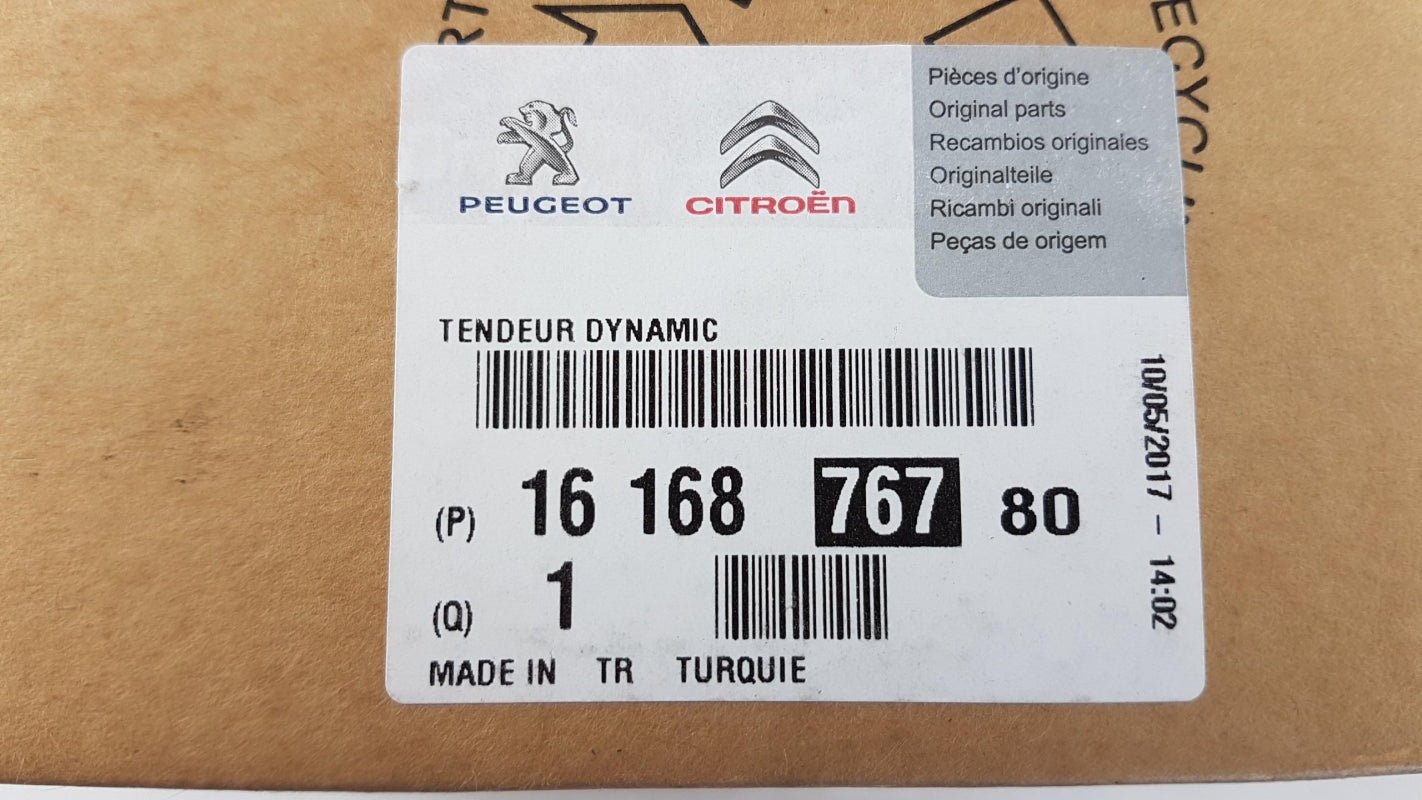 PEUGEOT
CITROËN
Pièces d'origine
Original parts
Recambios originales
Originalteile
Ricambi originali
Peças de origem
TENDEUR DYNAMIC
(P) 16 168 767 80
(Q) 1
MADE IN TR TURQUIE
10/05/2017 - 14:02